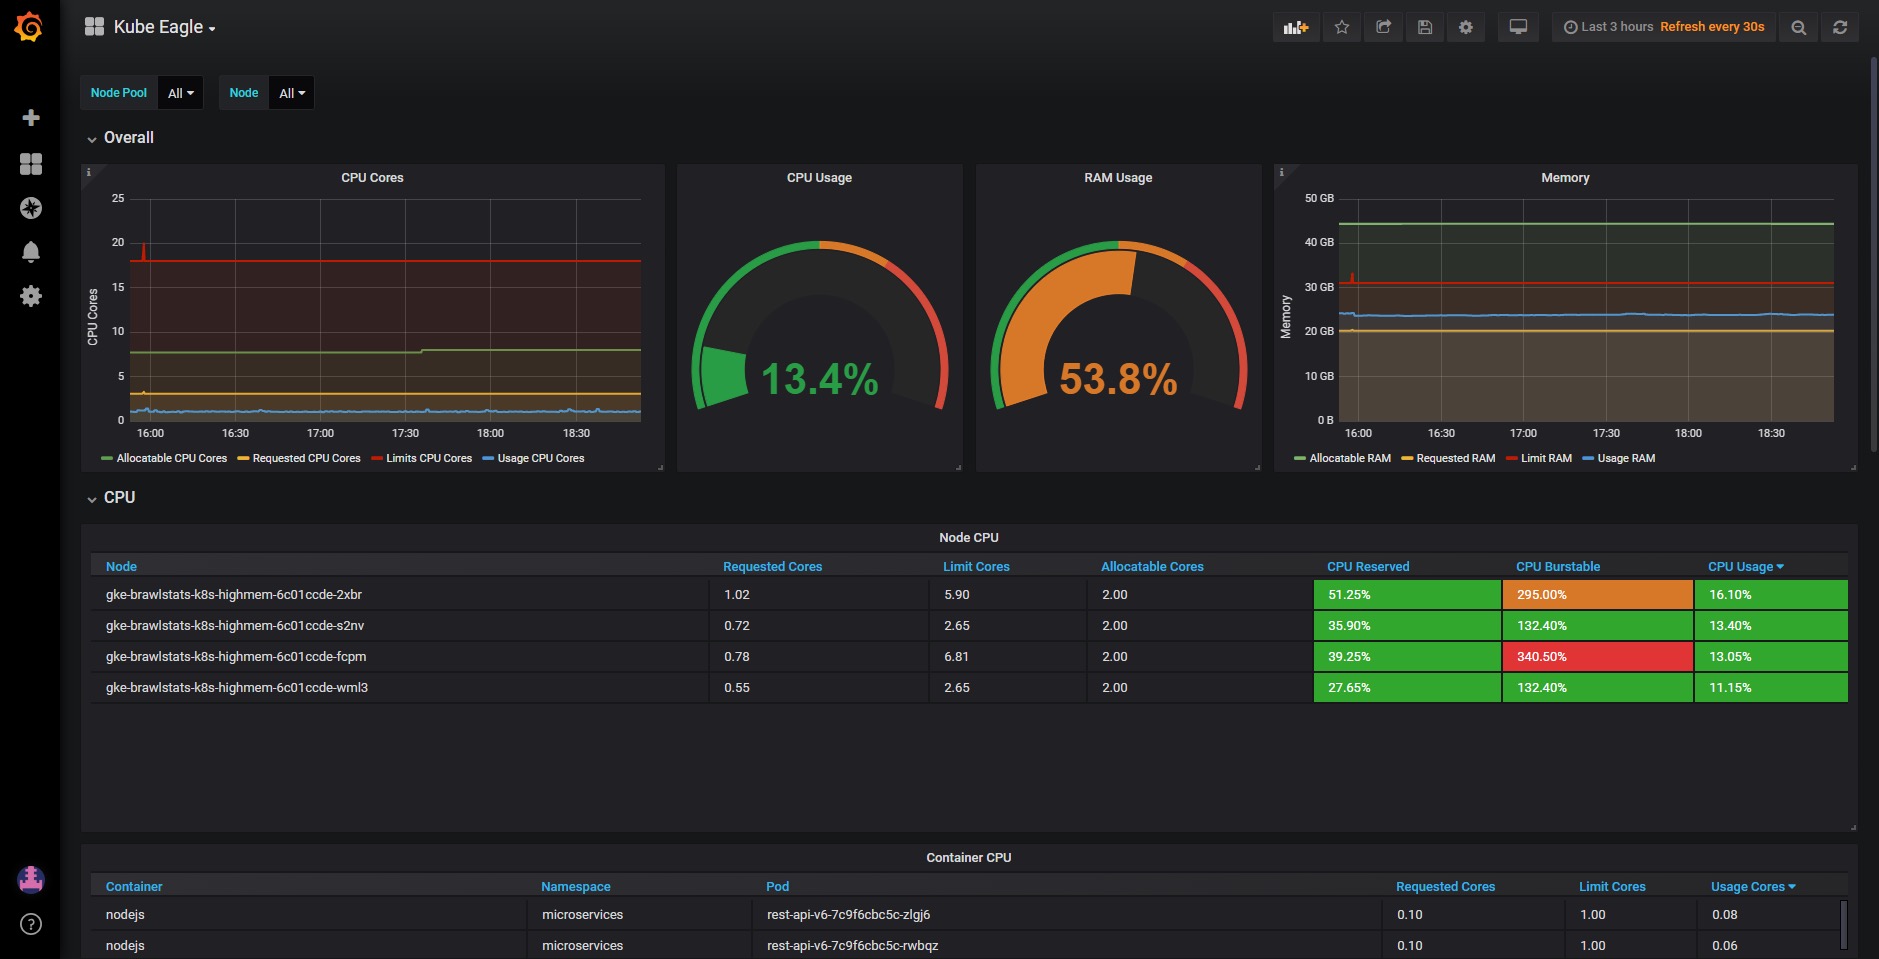 Kube Eagle
Last 3 hours Refresh every 30s
Node Pool All Node All
Overall
CPU Cores
25
20
15
10
5
0
CPU Cores
16:00 16:30 17:00 17:30 18:00 18:30
Allocatable CPU Cores Requested CPU Cores Limits CPU Cores Usage CPU Cores
CPU Usage
13.4%
RAM Usage
53.8%
Memory
50 GB
40 GB
30 GB
20 GB
10 GB
0 B
Memory
16:00 16:30 17:00 17:30 18:00 18:30
Allocatable RAM Requested RAM Limit RAM Usage RAM
CPU
Node CPU
Node Requested Cores Limit Cores Allocatable Cores CPU Reserved CPU Burstable CPU Usage
gke-brawlstats-k8s-highmem-6c01ccde-2xbr 1.02 5.90 2.00 51.25% 295.00% 16.10%
gke-brawlstats-k8s-highmem-6c01ccde-s2nv 0.72 2.65 2.00 35.90% 132.40% 13.40%
gke-brawlstats-k8s-highmem-6c01ccde-fcpm 0.78 6.81 2.00 39.25% 340.50% 13.05%
gke-brawlstats-k8s-highmem-6c01ccde-wml3 0.55 2.65 2.00 27.65% 132.40% 11.15%
Container CPU
Container Namespace Pod Requested Cores Limit Cores Usage Cores
nodejs microservices rest-api-v6-7c9f6cbc5c-zlgj6 0.10 1.00 0.08
nodejs microservices rest-api-v6-7c9f6cbc5c-rwbqz 0.10 1.00 0.06